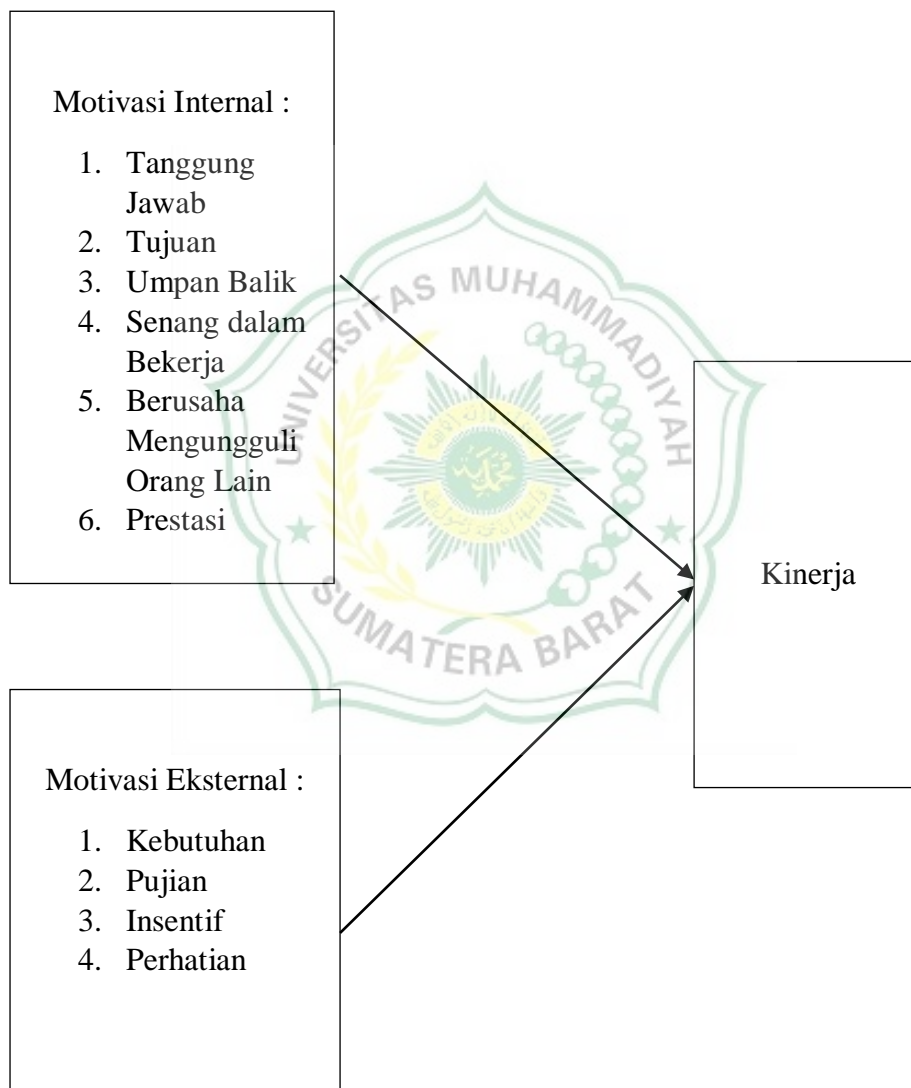 Motivasi Internal :
1. Tanggung
Jawab
2. Tujuan
3. Umpan Balik
4. Senang dalam
Bekerja
5. Berusaha
Mengungguli
Orang Lain
6. Prestasi
UNIVERSITAS MUHAMMADIYAH
SUMATERA BARAT
Kinerja
Motivasi Eksternal :
1. Kebutuhan
2. Pujian
3. Insentif
4. Perhatian